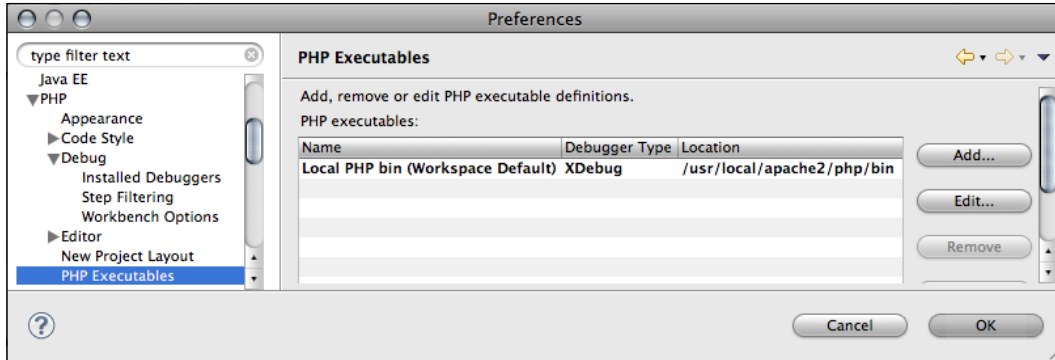 Preferences
type filter text
Java EE
PHP
Appearance
Code Style
Debug
Installed Debuggers
Step Filtering
Workbench Options
Editor
New Project Layout
PHP Executables
PHP Executables
Add, remove or edit PHP executable definitions.
PHP executables:
Name Debugger Type Location
Local PHP bin (Workspace Default) XDebug /usr/local/apache2/php/bin
Add...
Edit...
Remove
?
Cancel OK